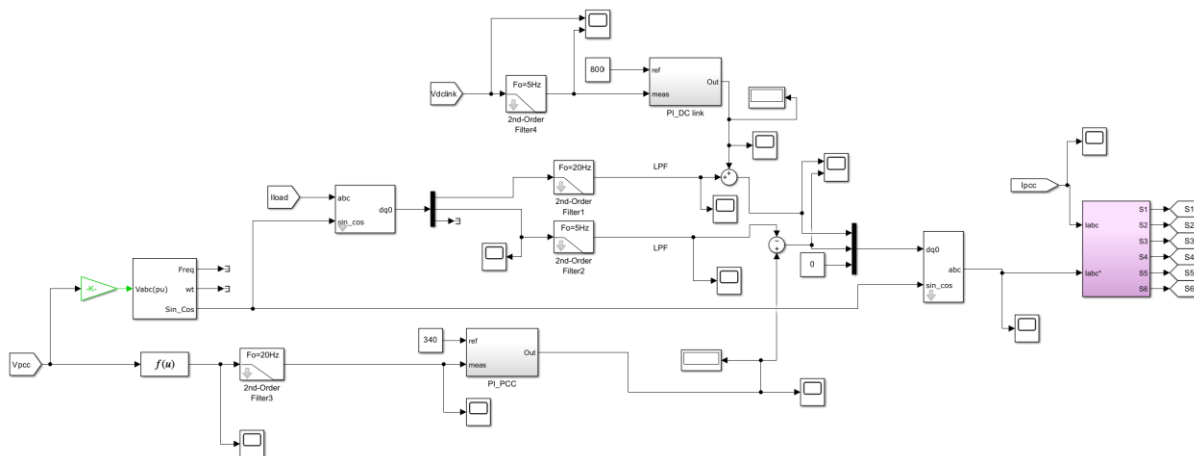 Vdclink
Fo=5Hz
2nd-Order
Filter4
800
ref
meas
Out
PI_DC link
Iload
abc
sin_cos
dq0
Fo=20Hz
2nd-Order
Filter1
LPF
Fo=5Hz
2nd-Order
Filter2
LPF
+
+
−
+
0
dq0
sin_cos
abc
Ipcc
Iabc
Iabc*
S1
S2
S3
S4
S5
S6
S1
S2
S3
S4
S5
S6
-K-
Vabc(pu)
Freq
wt
Sin_Cos
Vpcc
f(u)
Fo=20Hz
2nd-Order
Filter3
340
ref
meas
Out
PI_PCC